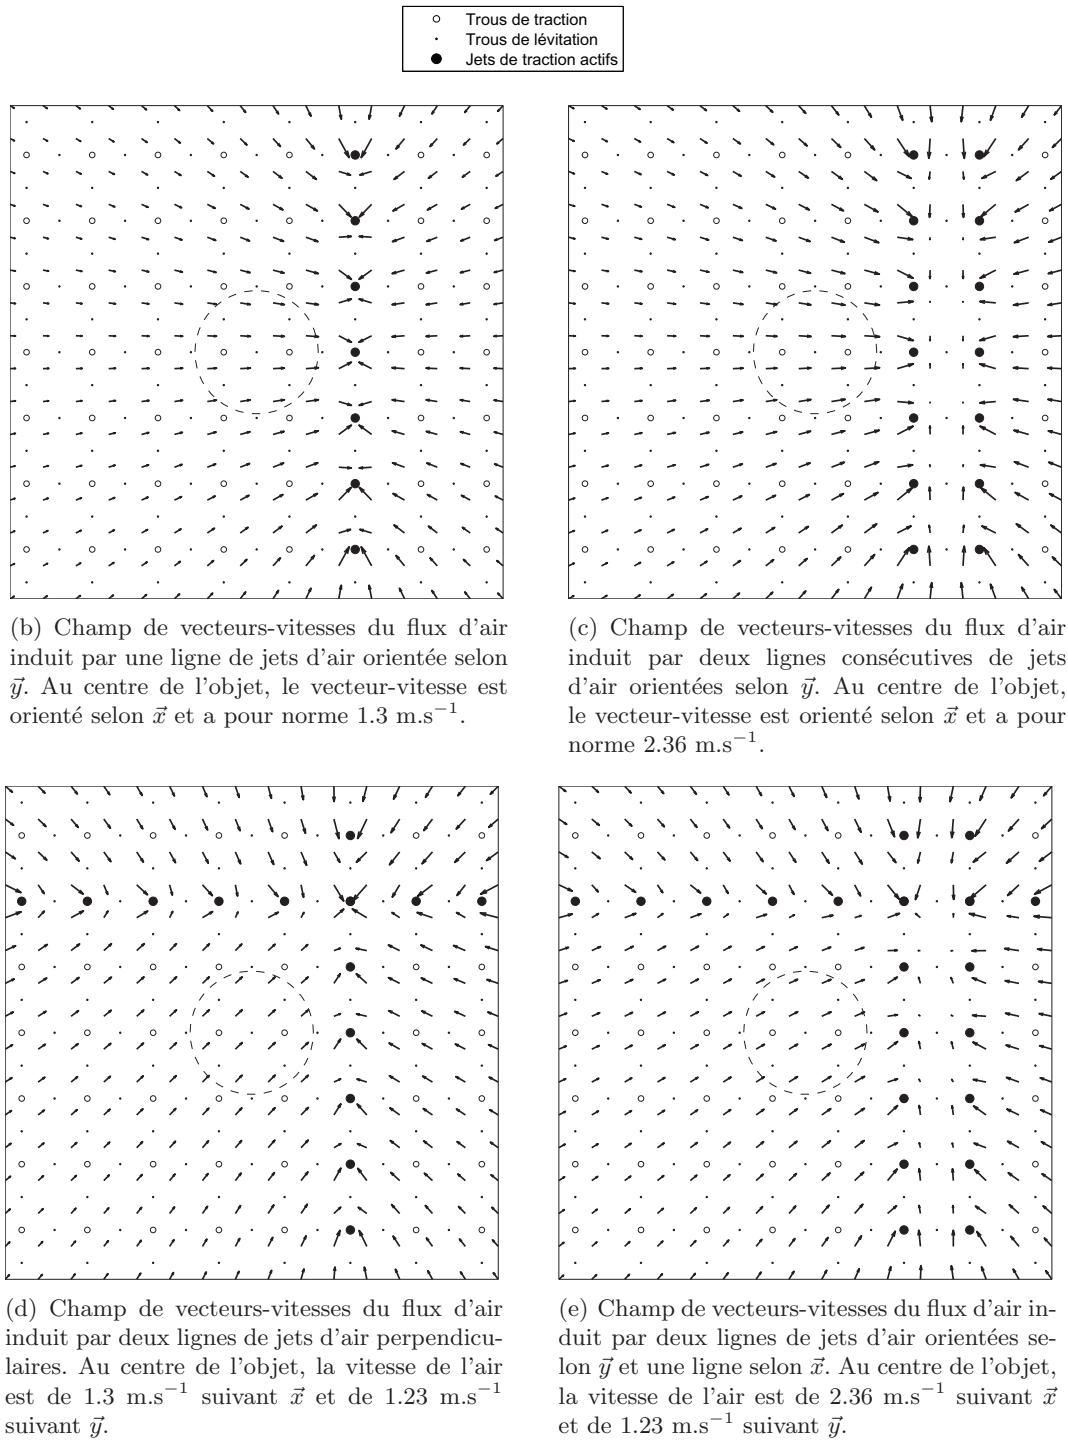 Trous de traction
Trous de lévitation
Jets de traction actifs
(b) Champ de vecteurs-vitesses du flux d'air
induit par une ligne de jets d'air orientée selon
$\vec{y}$. Au centre de l'objet, le vecteur-vitesse est
orienté selon $\vec{x}$ et a pour norme 1.3 m.s$^{-1}$.
(c) Champ de vecteurs-vitesses du flux d'air
induit par deux lignes consécutives de jets
d'air orientées selon $\vec{y}$. Au centre de l'objet,
le vecteur-vitesse est orienté selon $\vec{x}$ et a pour
norme 2.36 m.s$^{-1}$.
(d) Champ de vecteurs-vitesses du flux d'air
induit par deux lignes de jets d'air perpendicu-
laires. Au centre de l'objet, la vitesse de l'air
est de 1.3 m.s$^{-1}$ suivant $\vec{x}$ et de 1.23 m.s$^{-1}$
suivant $\vec{y}$.
(e) Champ de vecteurs-vitesses du flux d'air in-
duit par deux lignes de jets d'air orientées se-
lon $\vec{y}$ et une ligne selon $\vec{x}$. Au centre de l'objet,
la vitesse de l'air est de 2.36 m.s$^{-1}$ suivant $\vec{x}$
et de 1.23 m.s$^{-1}$ suivant $\vec{y}$.